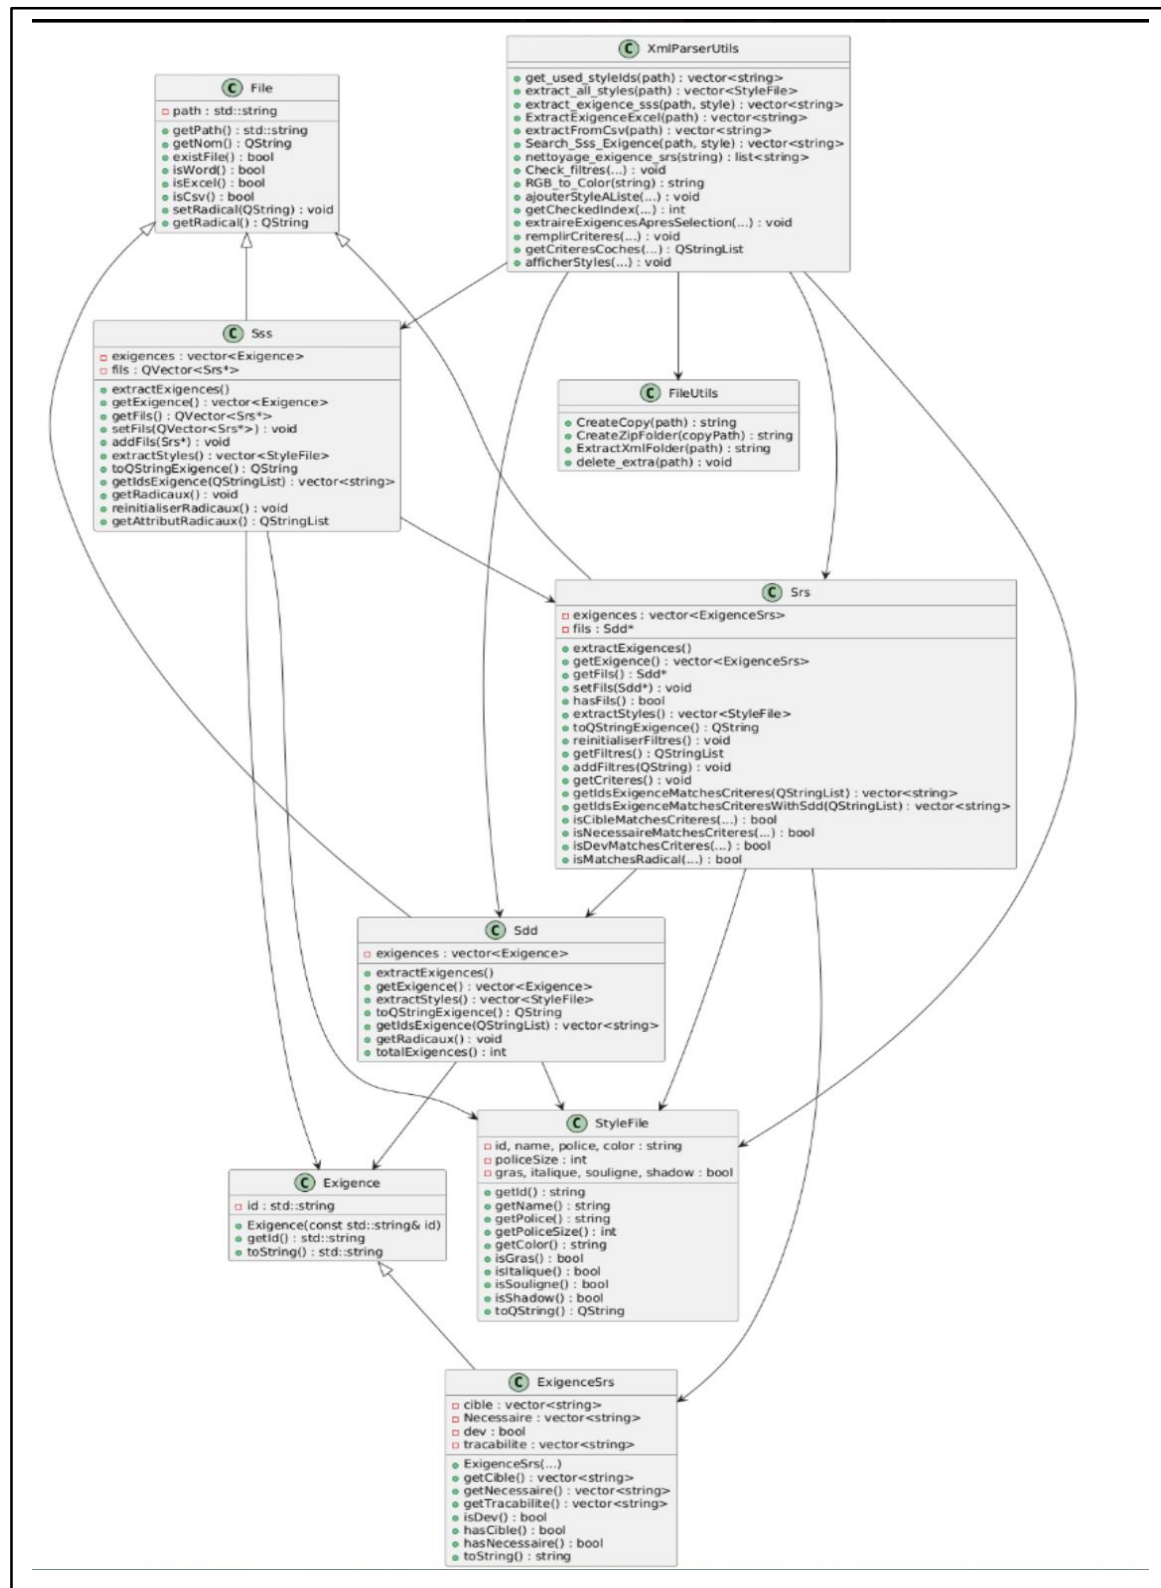 C XmlParserUtils
get_used_styleIds(path) : vector<string>
extract_all_styles(path) : vector<StyleFile>
extract_exigence_sss(path, style) : vector<string>
ExtractExigenceExcel(path) : vector<string>
extractFromCsv(path) : vector<string>
Search_Sss_Exigence(path, style) : vector<string>
nettoyage_exigence_srs(string) : list<string>
Check_filtres(...) : void
RGB_to_Color(string) : string
ajouterStyleAListe(...) : void
getCheckedIndex(...) : int
extraireExigencesApresSelection(...) : void
remplirCriteres(...) : void
getCriteresCoches(...) : QStringList
afficherStyles(...) : void
C File
path : std::string
getPath() : std::string
getNom() : QString
existFile() : bool
isWord() : bool
isExcel() : bool
isCsv() : bool
setRadical(QString) : void
getRadical() : QString
C Sss
exigences : vector<Exigence>
fils : QVector<Srs*>
extractExigences()
getExigence() : vector<Exigence>
getFils() : QVector<Srs*>
setFils(QVector<Srs*>) : void
addFils(Srs*) : void
extractStyles() : vector<StyleFile>
toQStringExigence() : QString
getIdsExigence(QStringList) : vector<string>
getRadicaux() : void
reinitialiserRadicaux() : void
getAttributRadicaux() : QStringList
C FileUtils
CreateCopy(path) : string
CreateZipFolder(copyPath) : string
ExtractXmlFolder(path) : string
delete_extra(path) : void
C Srs
exigences : vector<ExigenceSrs>
fils : Sdd*
extractExigences()
getExigence() : vector<ExigenceSrs>
getFils() : Sdd*
setFils(Sdd*) : void
hasFils() : bool
extractStyles() : vector<StyleFile>
toQStringExigence() : QString
reinitialiserFiltres() : void
getFiltres() : QStringList
addFiltres(QString) : void
getCriteres() : void
getIdsExigenceMatchesCriteres(QStringList) : vector<string>
getIdsExigenceMatchesCriteresWithSdd(QStringList) : vector<string>
isCibleMatchesCriteres(...) : bool
isNecessaireMatchesCriteres(...) : bool
isDevMatchesCriteres(...) : bool
isMatchesRadical(...) : bool
C Sdd
exigences : vector<Exigence>
extractExigences()
getExigence() : vector<Exigence>
extractStyles() : vector<StyleFile>
toQStringExigence() : QString
getIdsExigence(QStringList) : vector<string>
getRadicaux() : void
totalExigences() : int
C StyleFile
id, name, police, color : string
policeSize : int
gras, italique, souligne, shadow : bool
getId() : string
getName() : string
getPolice() : string
getPoliceSize() : int
getColor() : string
isGras() : bool
isItalique() : bool
isSouligne() : bool
isShadow() : bool
toQString() : QString
C Exigence
id : std::string
Exigence(const std::string& id)
getId() : std::string
toString() : std::string
C ExigenceSrs
cible : vector<string>
Necessaire : vector<string>
dev : bool
tracabilite : vector<string>
ExigenceSrs(...)
getCible() : vector<string>
getNecessaire() : vector<string>
getTracabilite() : vector<string>
isDev() : bool
hasCible() : bool
hasNecessaire() : bool
toString() : string